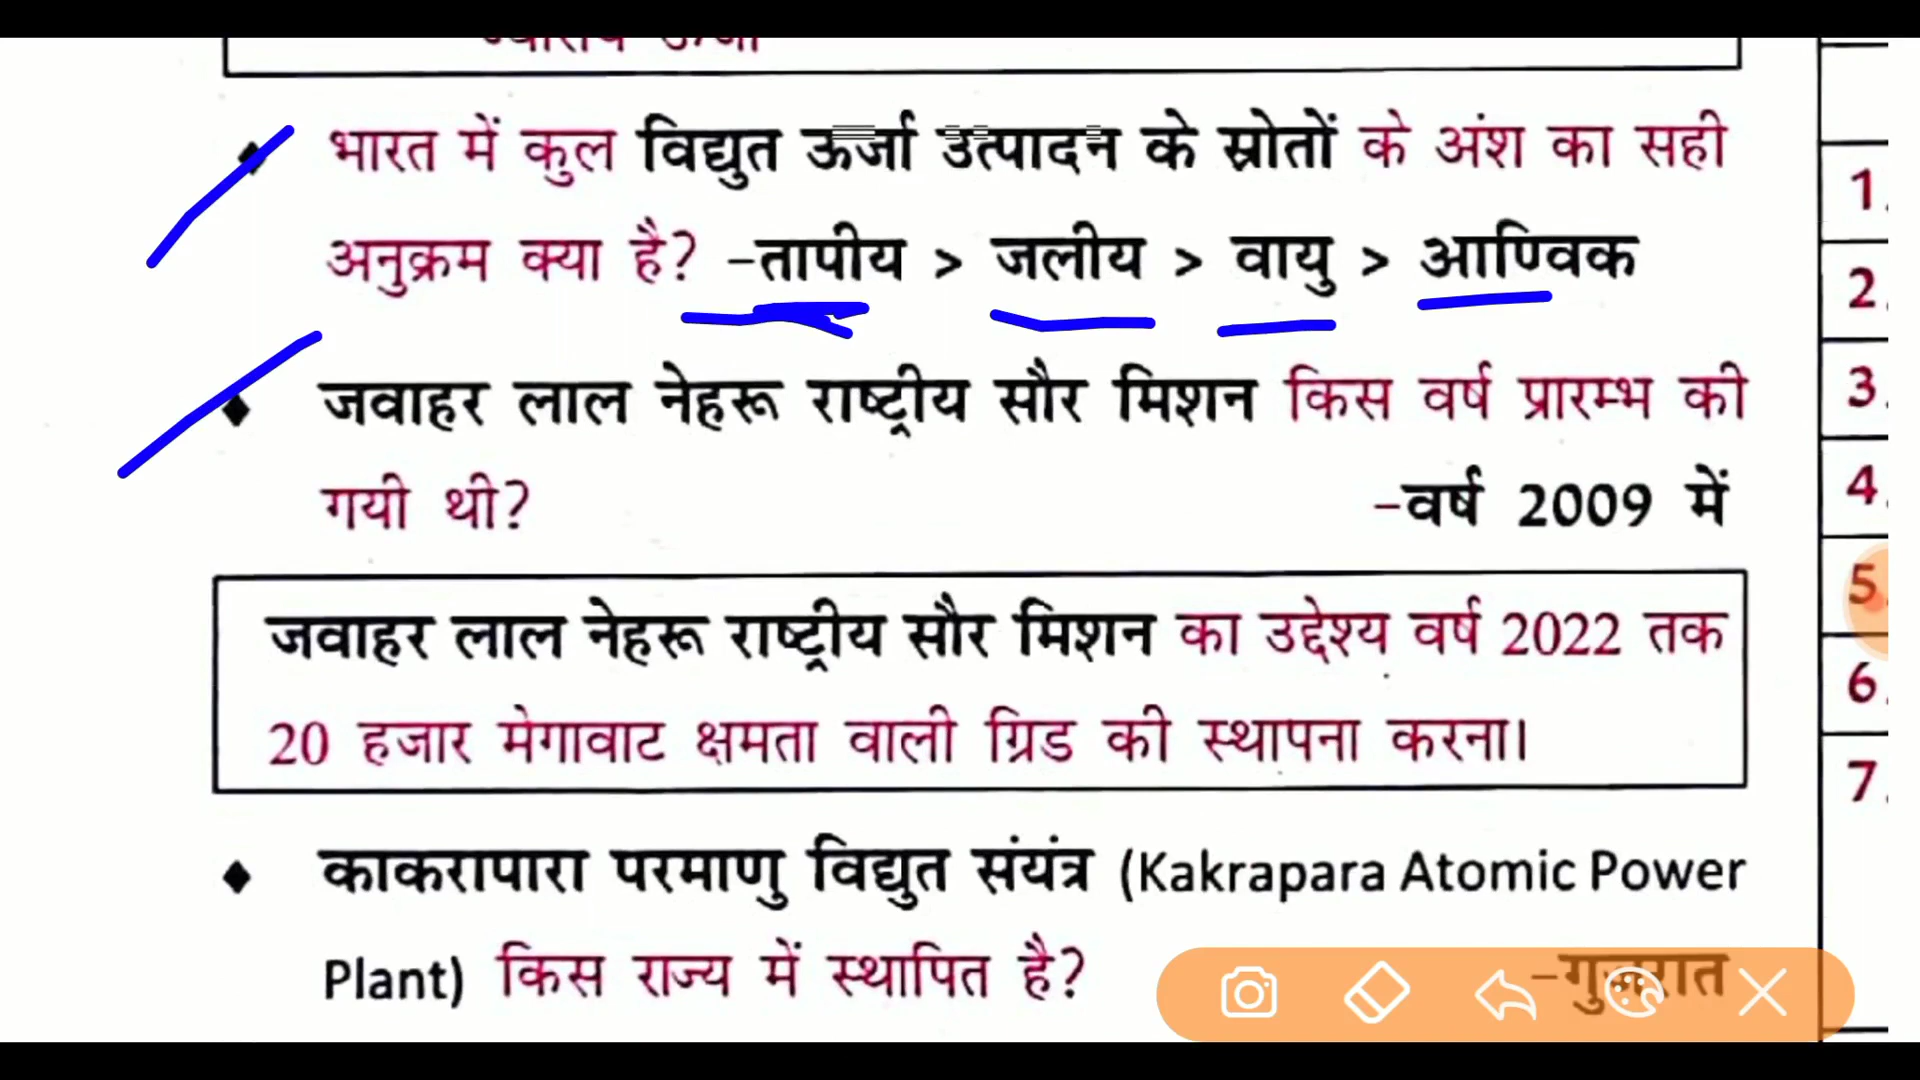 भारत में कुल विद्युत ऊर्जा उत्पादन के स्रोतों के अंश का सही
अनुक्रम क्या है? –तापीय > जलीय > वायु > आण्विक
जवाहर लाल नेहरू राष्ट्रीय सौर मिशन किस वर्ष प्रारम्भ की
गयी थी? –वर्ष 2009 में
जवाहर लाल नेहरू राष्ट्रीय सौर मिशन का उद्देश्य वर्ष 2022 तक
20 हजार मेगावाट क्षमता वाली ग्रिड की स्थापना करना।
काकरापारा परमाणु विद्युत संयंत्र (Kakrapara Atomic Power
Plant) किस राज्य में स्थापित है? –गुजरात
1.
2.
3.
4.
5.
6.
7.